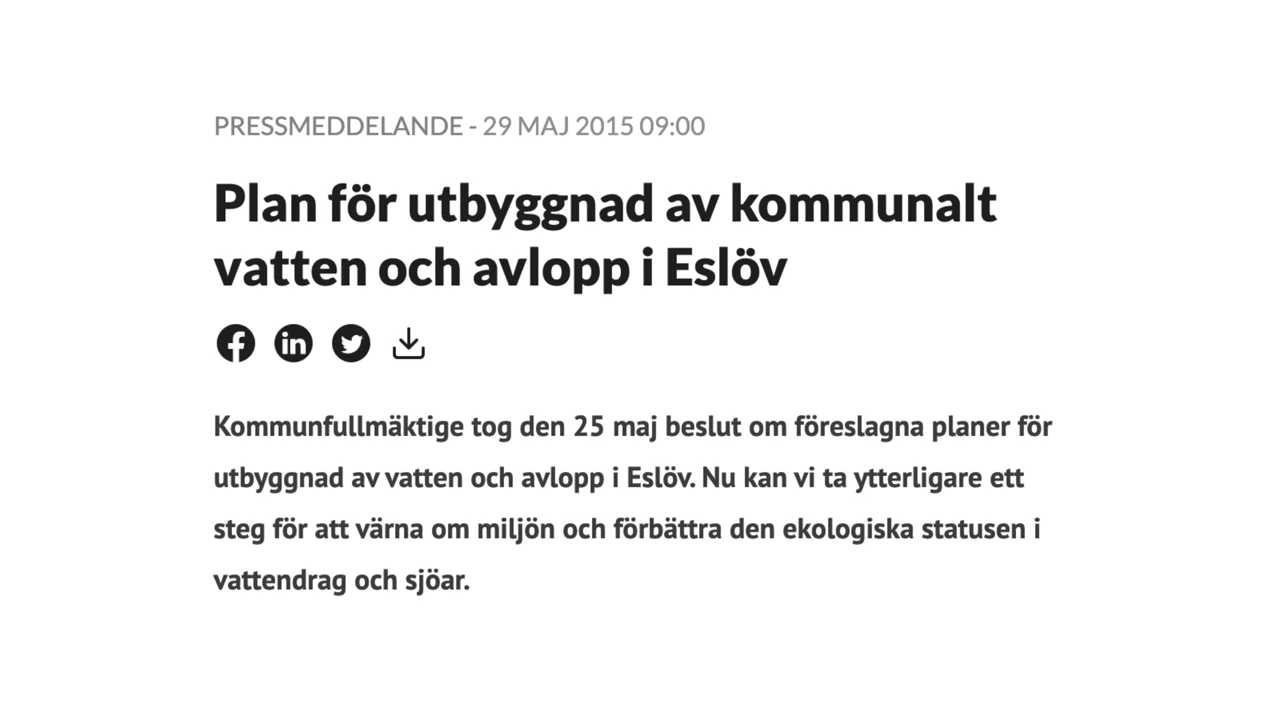 PRESSMEDDELANDE - 29 MAJ 2015 09:00
Plan för utbyggnad av kommunalt
vatten och avlopp i Eslöv
Kommunfullmäktige tog den 25 maj beslut om föreslagna planer för
utbyggnad av vatten och avlopp i Eslöv. Nu kan vi ta ytterligare ett
steg för att värna om miljön och förbättra den ekologiska statusen i
vattendrag och sjöar.